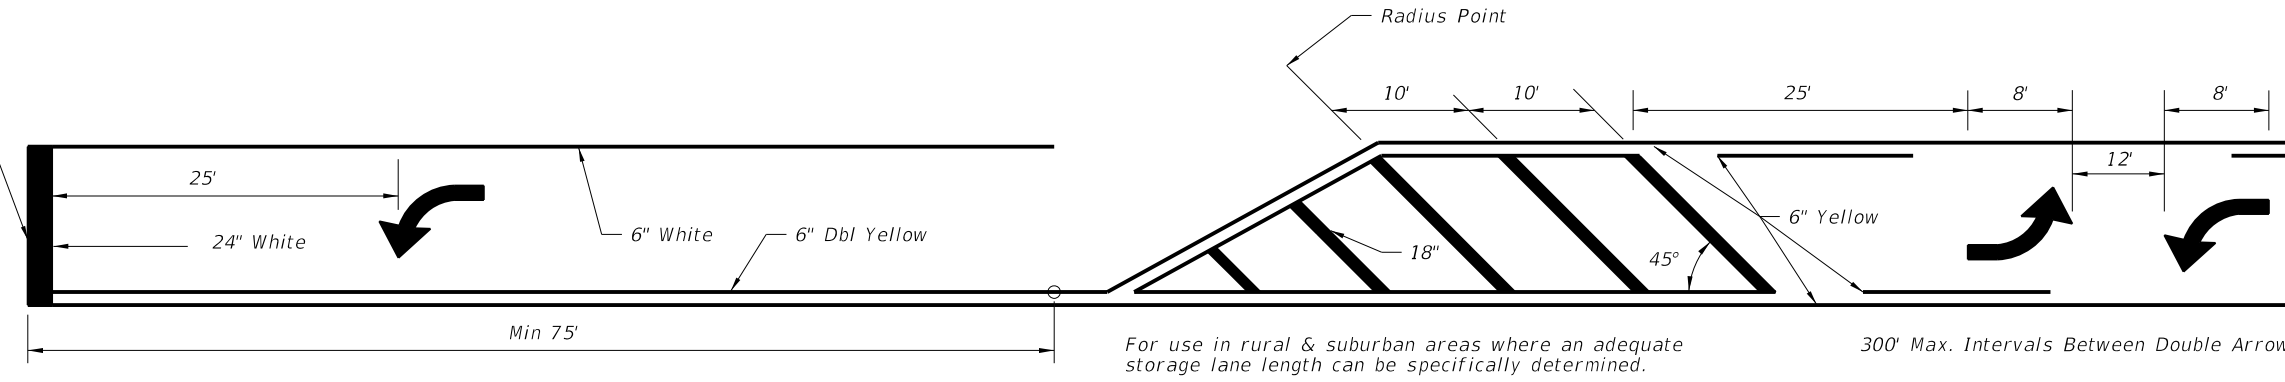 Radius Point
10'
10'
25'
8'
8'
12'
25'
24" White
6" White
6" Dbl Yellow
18"
45°
6" Yellow
Min 75'
For use in rural & suburban areas where an adequate
storage lane length can be specifically determined.
300' Max. Intervals Between Double Arrow